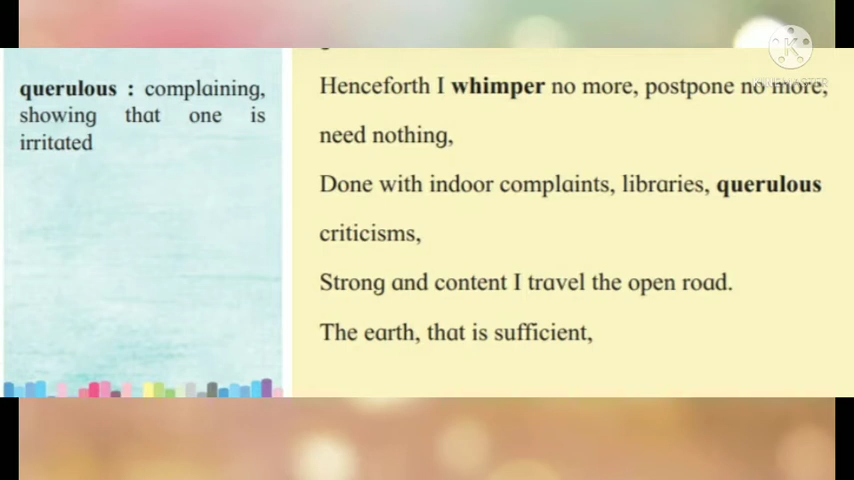 querulous : complaining,
showing that one is
irritated
Henceforth I whimper no more, postpone no more,
need nothing,
Done with indoor complaints, libraries, querulous
criticisms,
Strong and content I travel the open road.
The earth, that is sufficient,
K
KINEMASTER